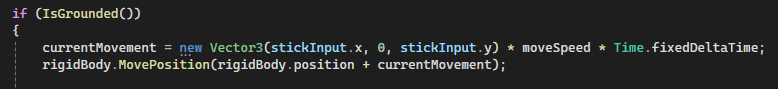 if (IsGrounded())
{
currentMovement = new Vector3(stickInput.x, 0, stickInput.y) * moveSpeed * Time.fixedDeltaTime;
rigidBody.MovePosition(rigidBody.position + currentMovement);